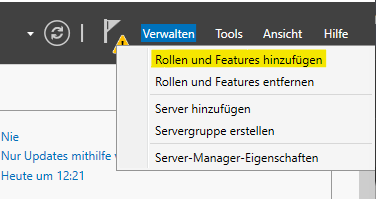 Verwalten Tools Ansicht Hilfe
Rollen und Features hinzufügen
Rollen und Features entfernen
Server hinzufügen
Servergruppe erstellen
Server-Manager-Eigenschaften
Nie
Nur Updates mithilfe
Heute um 12:21